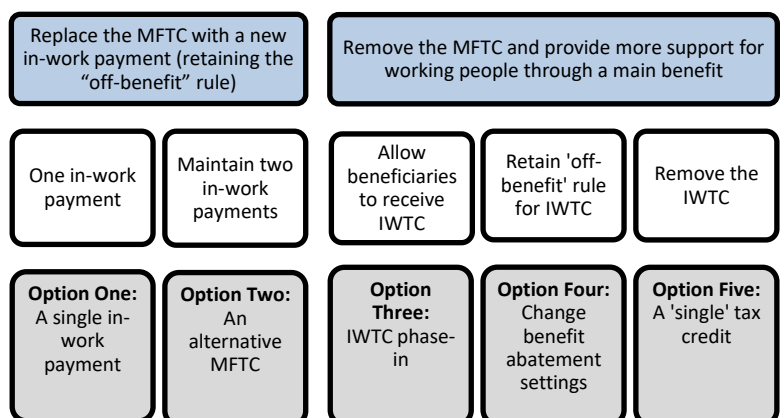 Replace the MFTC with a new
in-work payment (retaining the
“off-benefit” rule)
Remove the MFTC and provide more support for
working people through a main benefit
One in-work
payment
Maintain two
in-work
payments
Allow
beneficiaries
to receive
IWTC
Retain 'off-
benefit' rule
for IWTC
Remove the
IWTC
Option One:
A single in-
work
payment
Option Two:
An
alternative
MFTC
Option
Three:
IWTC phase-
in
Option Four:
Change
benefit
abatement
settings
Option Five:
A 'single' tax
credit